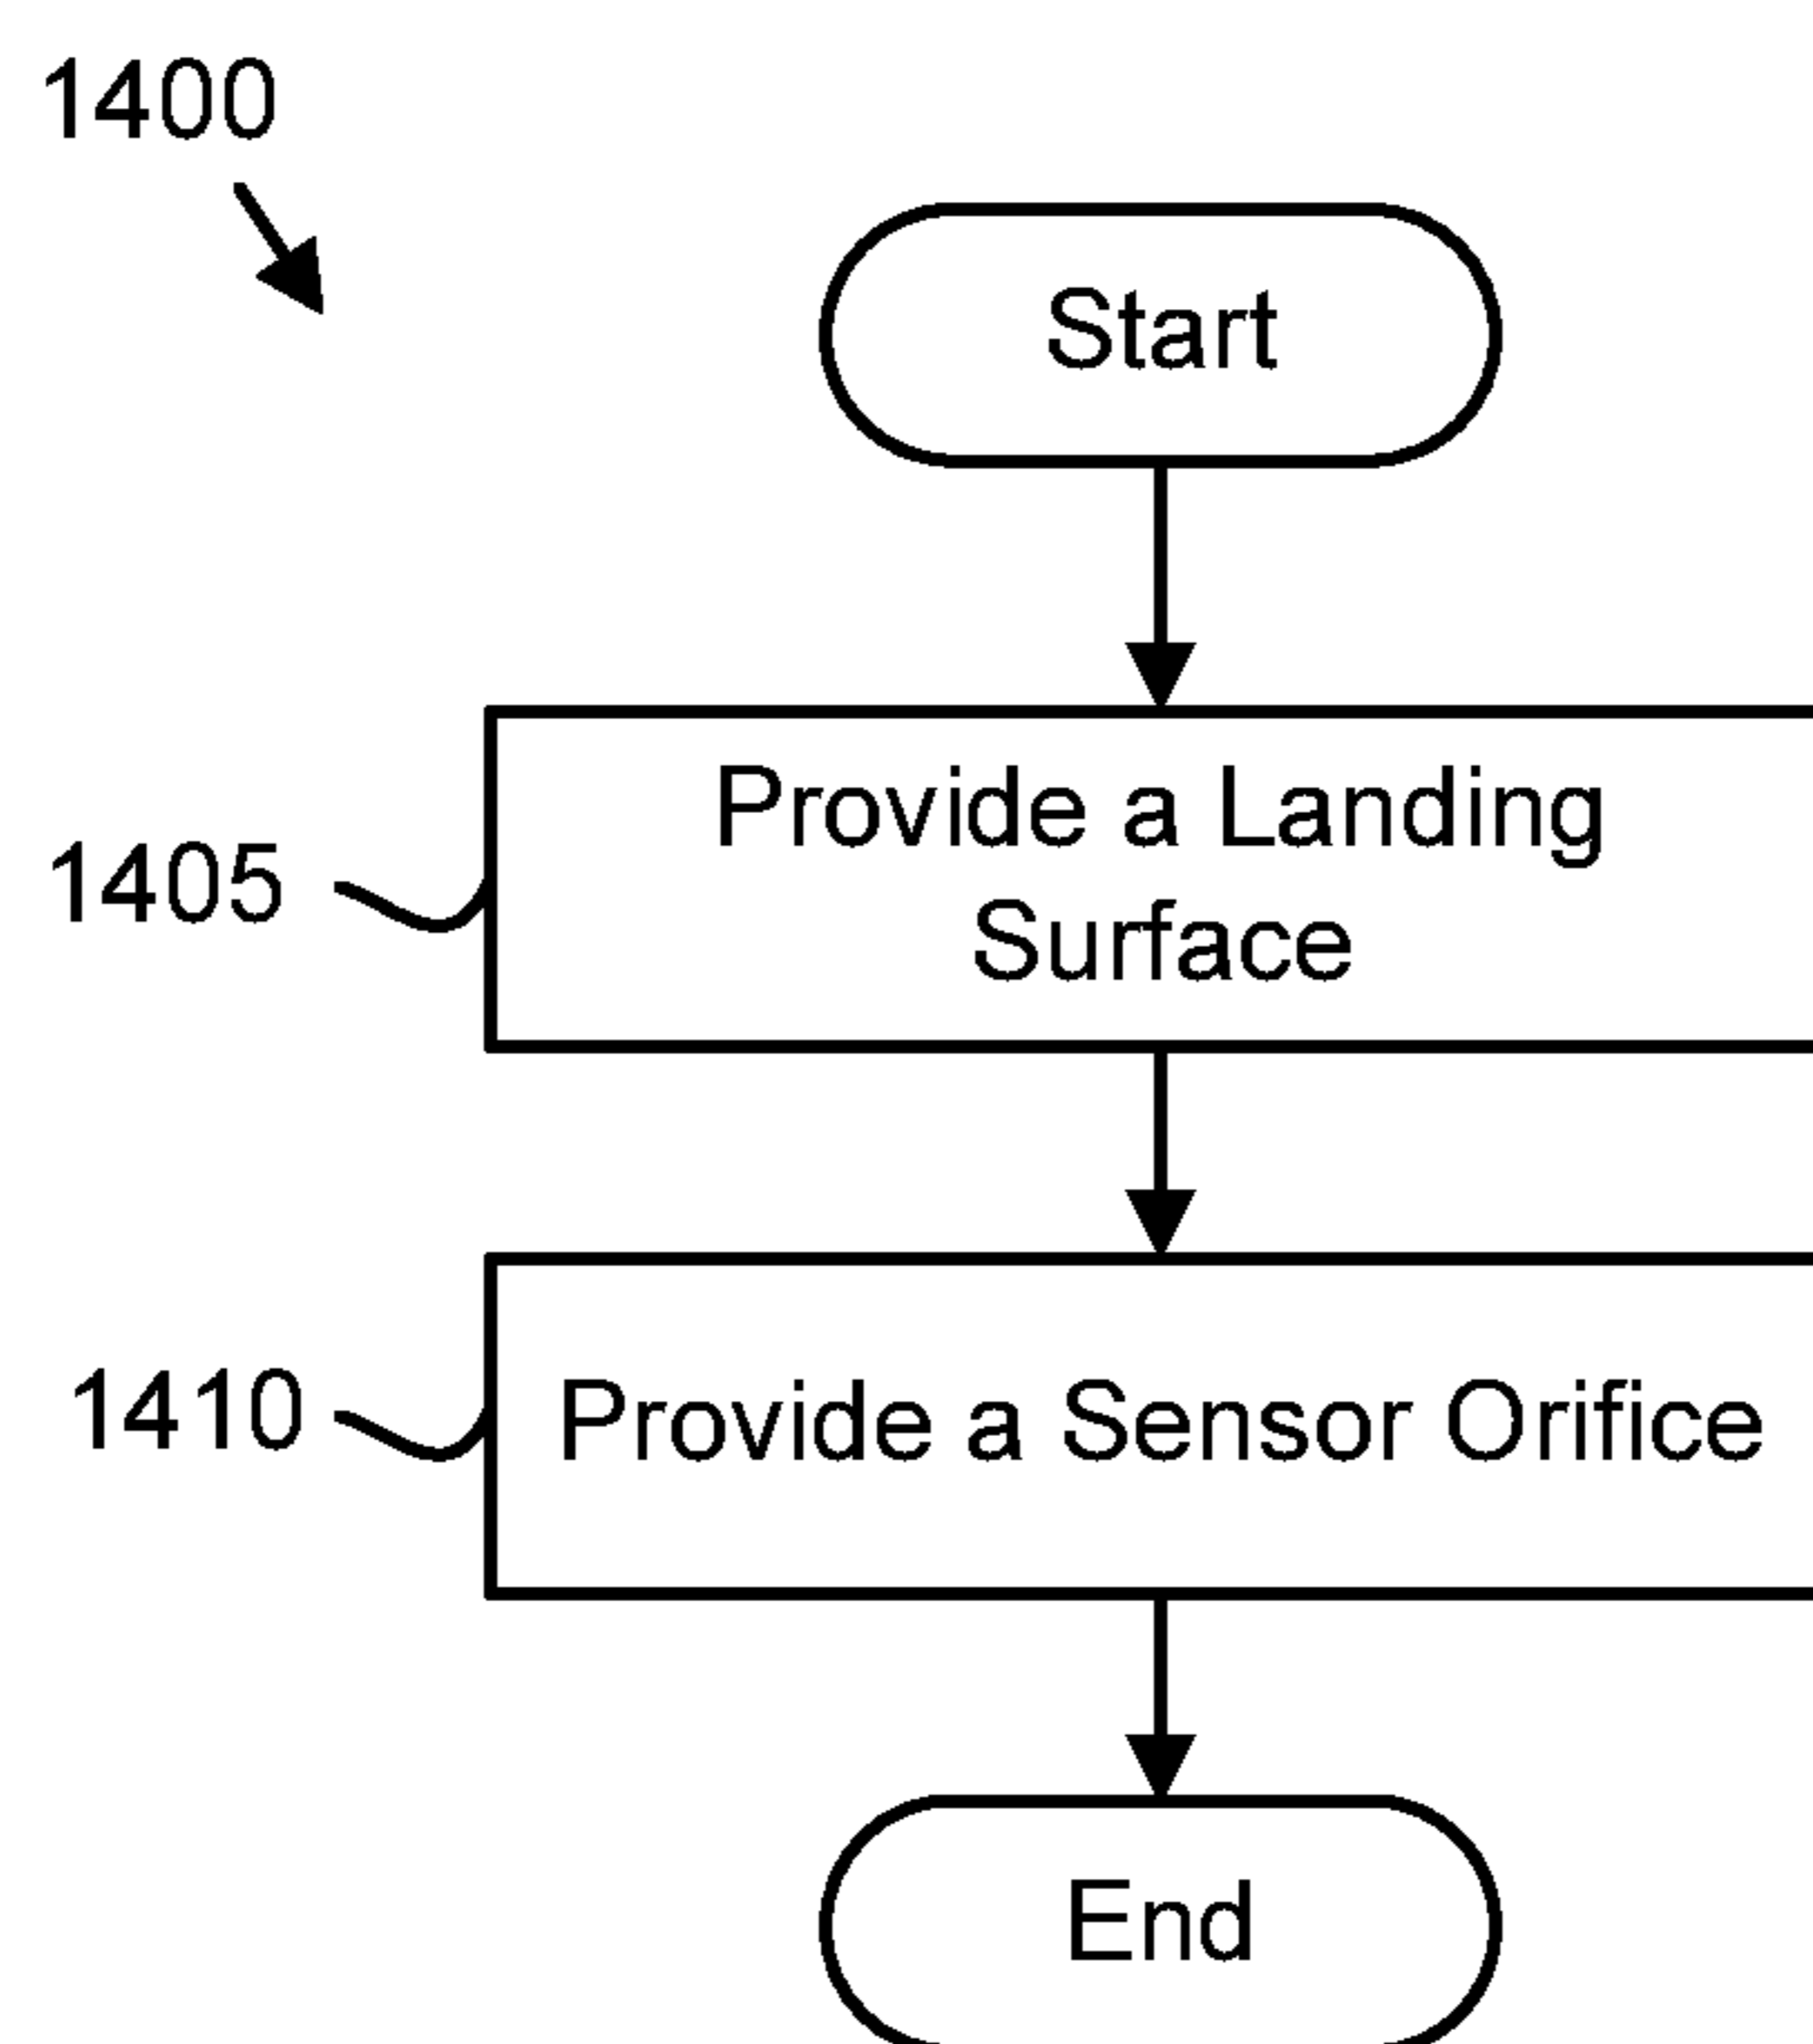 1400
Start
Provide a Landing
Surface
1405
1410
Provide a Sensor Orifice
End